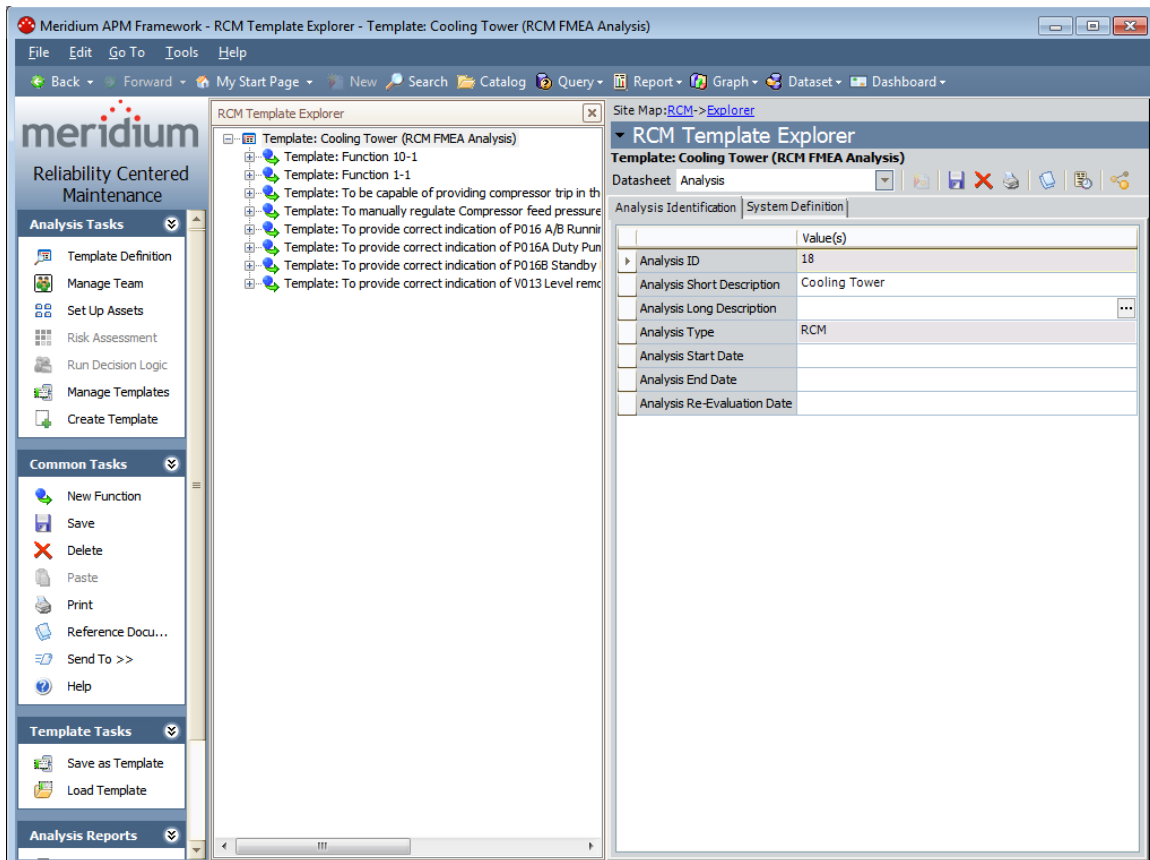 Meridium APM Framework - RCM Template Explorer - Template: Cooling Tower (RCM FMEA Analysis)
File Edit Go To Tools Help
Back Forward My Start Page New Search Catalog Query Report Graph Dataset Dashboard
meridium
Reliability Centered
Maintenance
Analysis Tasks
Template Definition
Manage Team
Set Up Assets
Risk Assessment
Run Decision Logic
Manage Templates
Create Template
Common Tasks
New Function
Save
Delete
Paste
Print
Reference Docu...
Send To >>
Help
Template Tasks
Save as Template
Load Template
Analysis Reports
RCM Template Explorer
Template: Cooling Tower (RCM FMEA Analysis)
Template: Function 10-1
Template: Function 1-1
Template: To be capable of providing compressor trip in th
Template: To manually regulate Compressor feed pressure
Template: To provide correct indication of P016 A/B Runnin
Template: To provide correct indication of P016A Duty Pun
Template: To provide correct indication of P016B Standby
Template: To provide correct indication of V013 Level remo
Site Map:RCM->Explorer
RCM Template Explorer
Template: Cooling Tower (RCM FMEA Analysis)
Datasheet Analysis
Analysis Identification System Definition
Value(s)
Analysis ID 18
Analysis Short Description Cooling Tower
Analysis Long Description ...
Analysis Type RCM
Analysis Start Date
Analysis End Date
Analysis Re-Evaluation Date